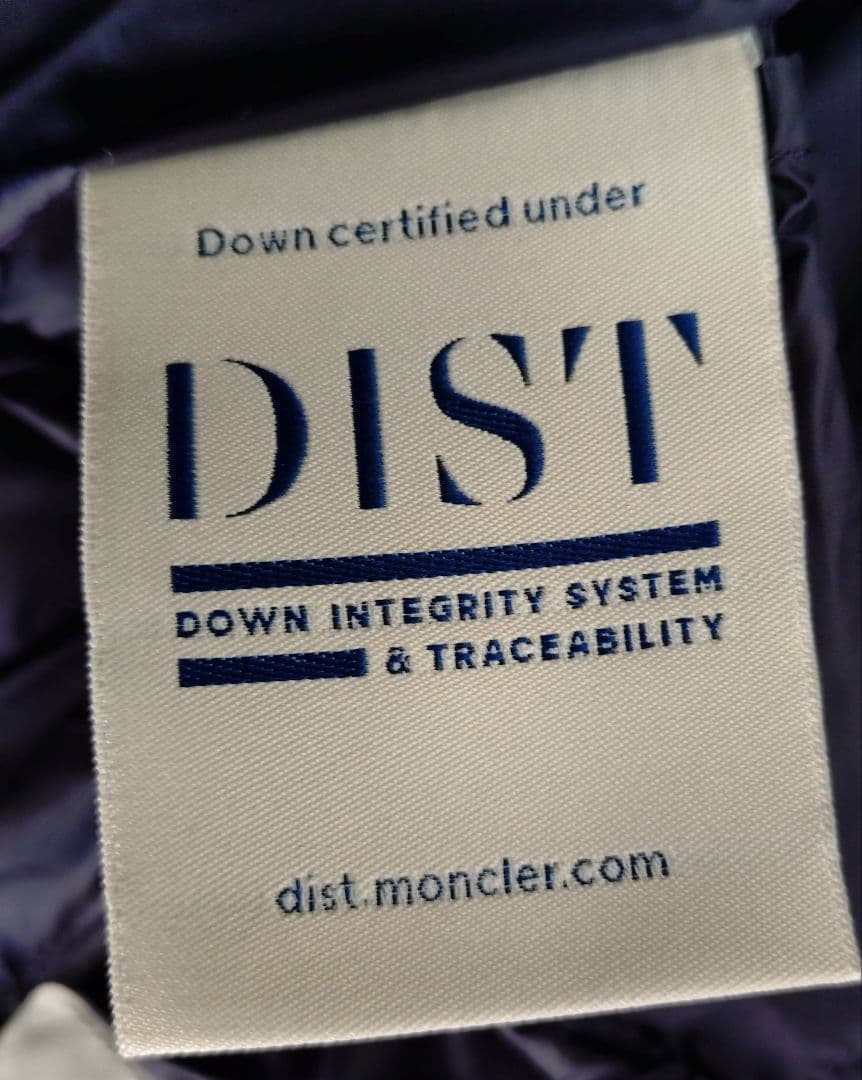 Down certified under
DIST
DOWN INTEGRITY SYSTEM
& TRACEABILITY
dist.moncler.com